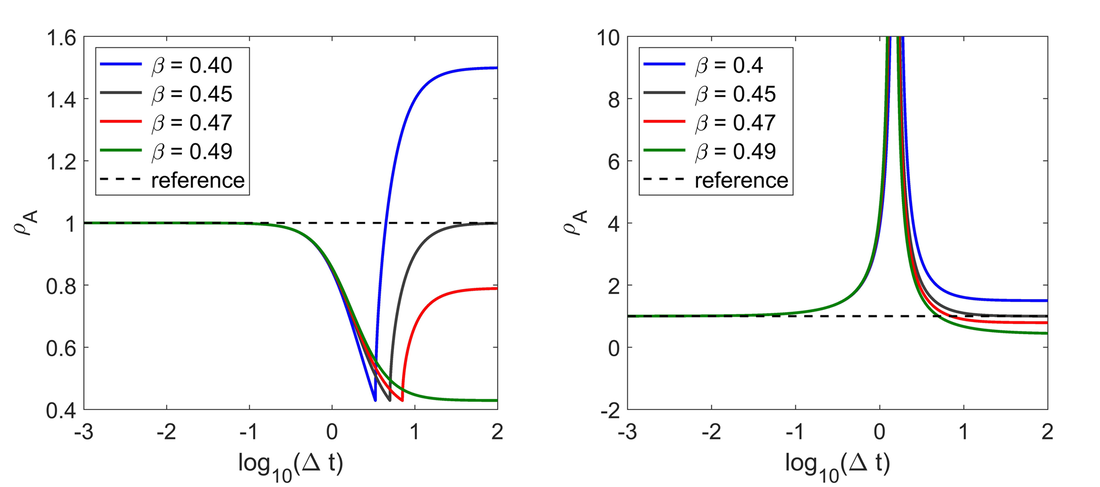 1.6
1.4
1.2
1
0.8
0.6
0.4
ρA
β = 0.40
β = 0.45
β = 0.47
β = 0.49
reference
-3 -2 -1 0 1 2
log10(Δ t)
10
8
6
4
2
0
-2
ρA
β = 0.4
β = 0.45
β = 0.47
β = 0.49
reference
-3 -2 -1 0 1 2
log10(Δ t)